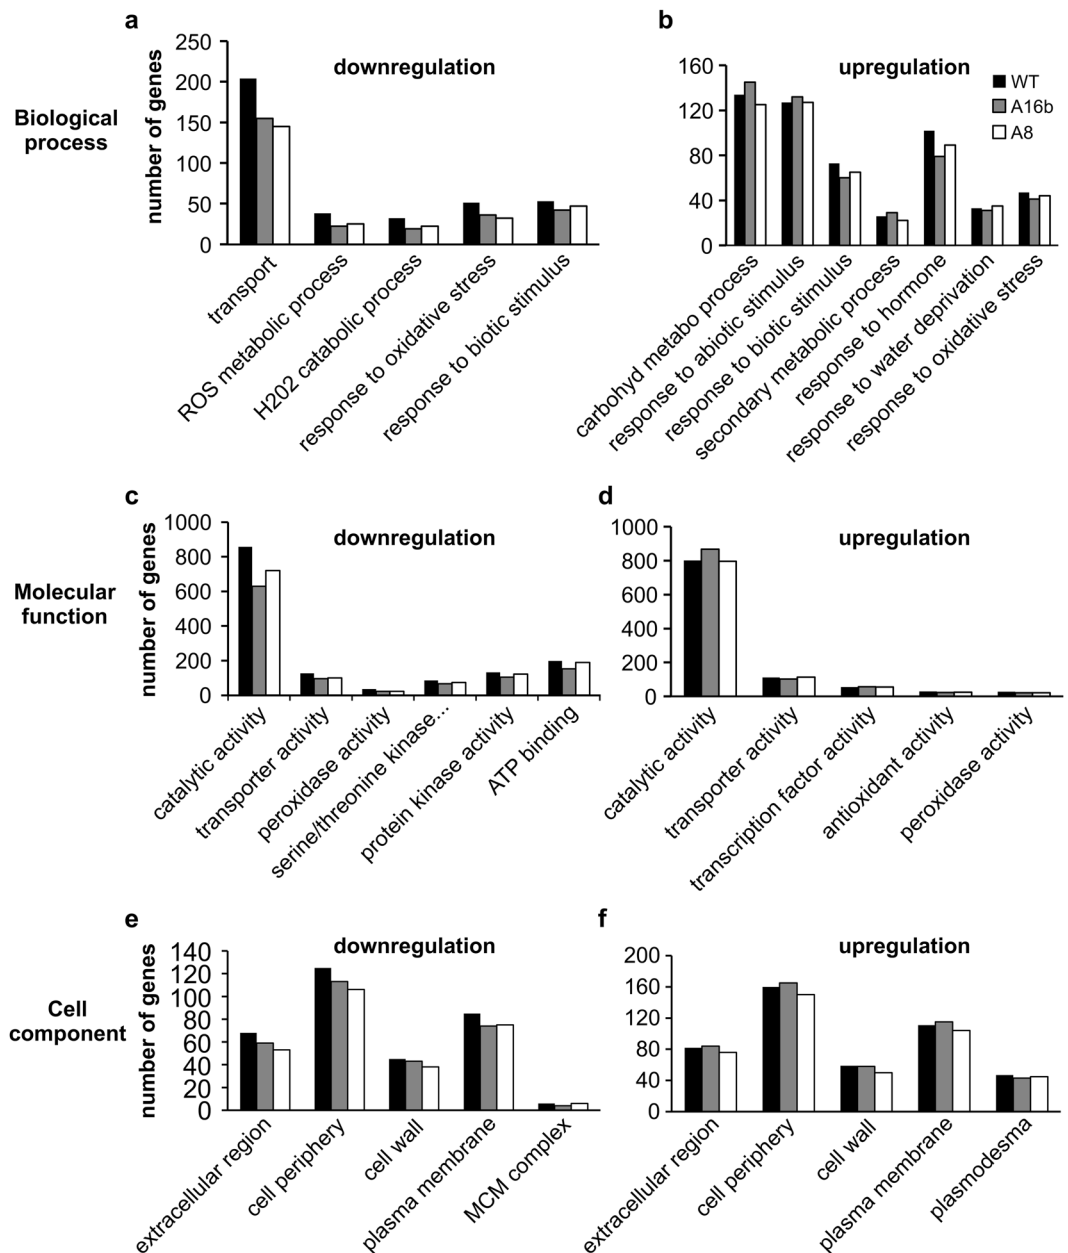 a
b
250
200
150
100
50
0
number of genes
downregulation
Biological
process
transport
ROS metabolic process
H202 catabolic process
response to oxidative stress
response to biotic stimulus
160
120
80
40
0
upregulation
WT
A16b
A8
carbohyd metabo process
response to abiotic stimulus
response to biotic stimulus
secondary metabolic process
response to hormone
response to water deprivation
response to oxidative stress
c
d
1000
800
600
400
200
0
number of genes
downregulation
Molecular
function
catalytic activity
transporter activity
peroxidase activity
serine/threonine kinase...
protein kinase activity
ATP binding
1000
800
600
400
200
0
upregulation
catalytic activity
transporter activity
transcription factor activity
antioxidant activity
peroxidase activity
e
f
140
120
100
80
60
40
20
0
number of genes
downregulation
Cell
component
extracellular region
cell periphery
cell wall
plasma membrane
MCM complex
200
160
120
80
40
0
upregulation
extracellular region
cell periphery
cell wall
plasma membrane
plasmodesma